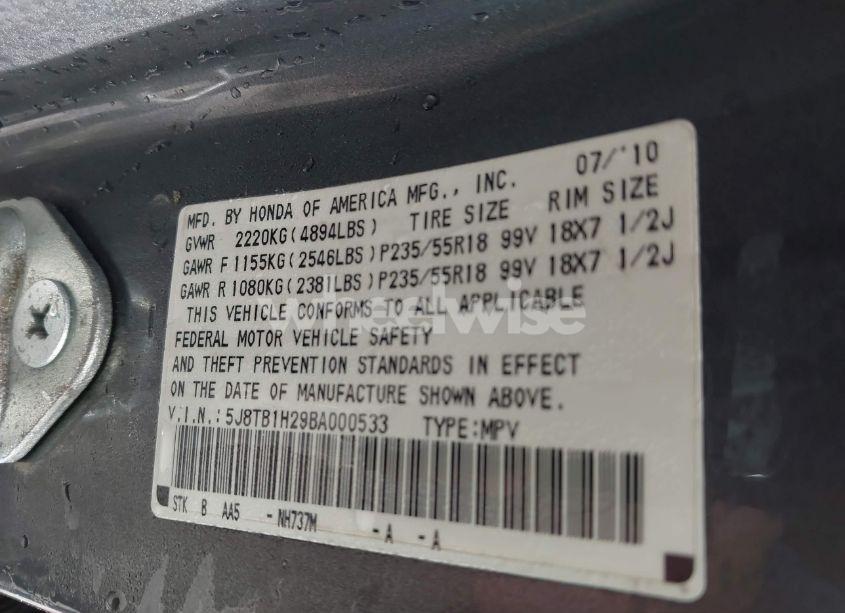 MFD. BY HONDA OF AMERICA MFG., INC. 07/'10
GVWR 2220KG(4894LBS) TIRE SIZE RIM SIZE
GAWR F 1155KG(2546LBS) P235/55R18 99V 18X7 1/2J
GAWR R 1080KG(2381LBS) P235/55R18 99V 18X7 1/2J
THIS VEHICLE CONFORMS TO ALL APPLICABLE
FEDERAL MOTOR VEHICLE SAFETY
AND THEFT PREVENTION STANDARDS IN EFFECT
ON THE DATE OF MANUFACTURE SHOWN ABOVE.
V.I.N.: 5J8TB1H29BA000533 TYPE:MPV
STK B AA5 - NH737M - A - A
wheelwise